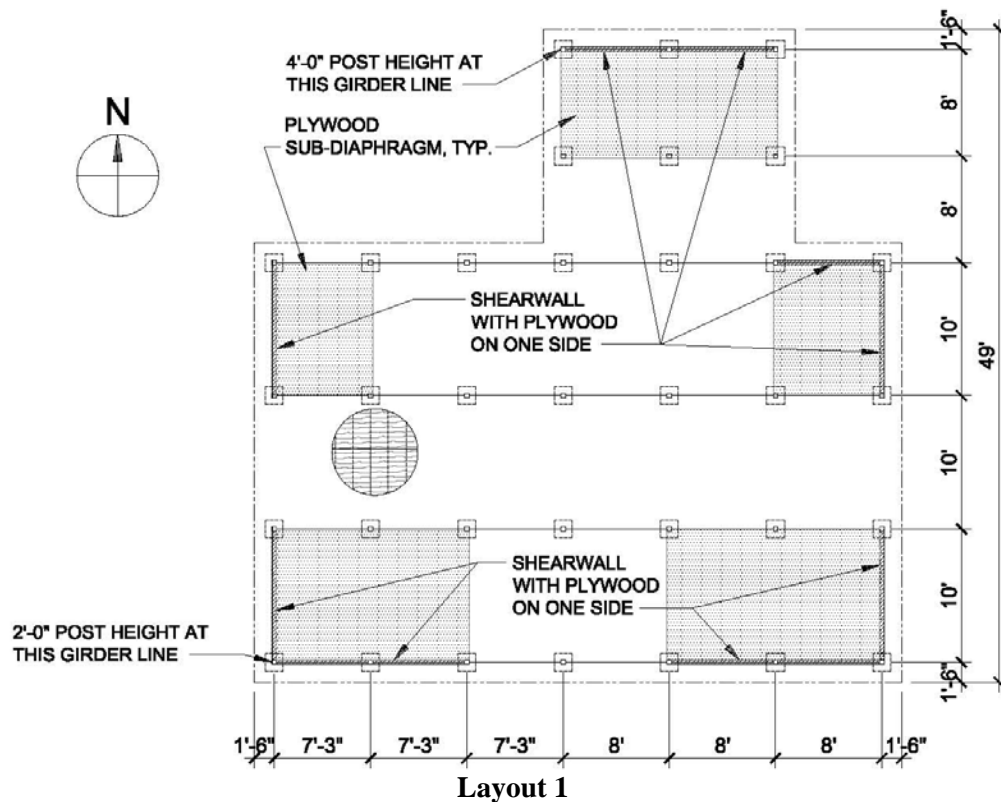 1'-6"
4'-0" POST HEIGHT AT
THIS GIRDER LINE
N
8'
PLYWOOD
SUB-DIAPHRAGM, TYP.
8'
SHEARWALL
WITH PLYWOOD
ON ONE SIDE
10'
49'
10'
SHEARWALL
WITH PLYWOOD
ON ONE SIDE
10'
2'-0" POST HEIGHT AT
THIS GIRDER LINE
1'-6"
1'-6" 7'-3" 7'-3" 7'-3" 8' 8' 8' 1'-6"
Layout 1